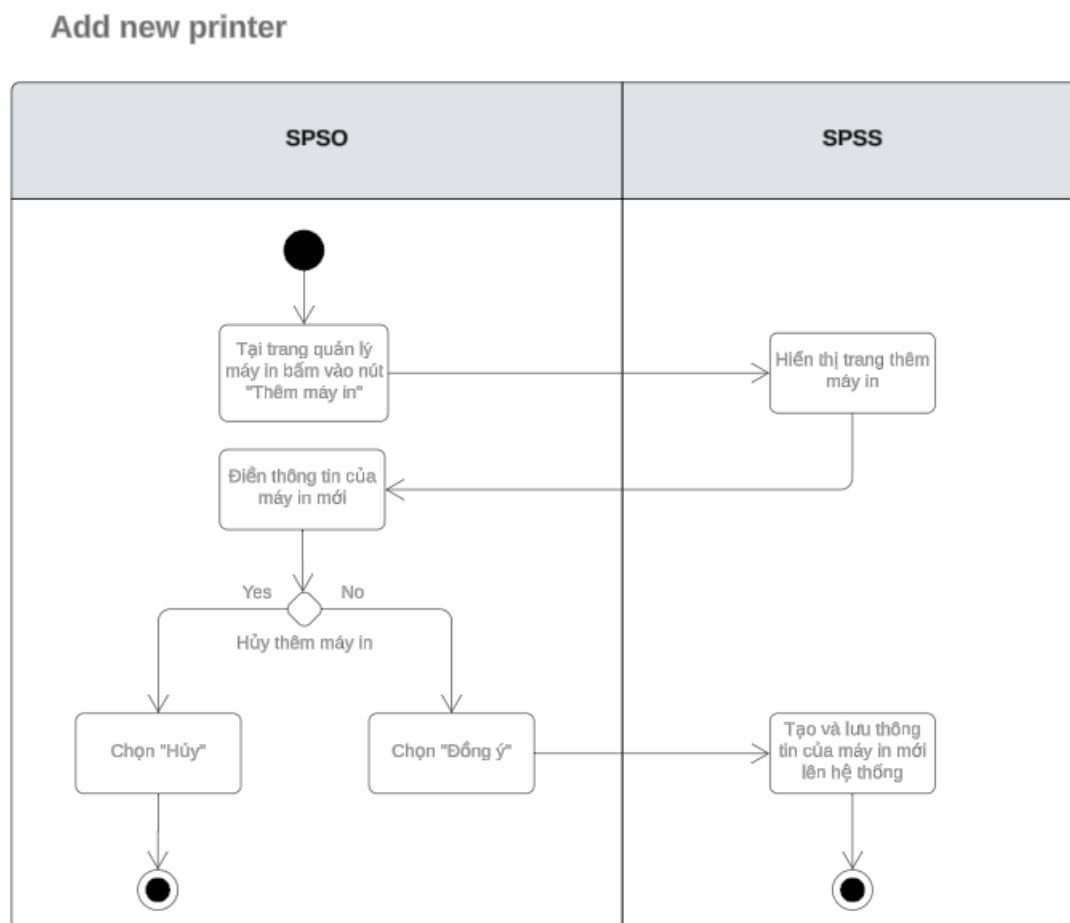 Add new printer
SPSO
SPSS
Tại trang quản lý
máy in bấm vào nút
"Thêm máy in"
Hiển thị trang thêm
máy in
Điền thông tin của
máy in mới
Yes
No
Hủy thêm máy in
Chọn "Hủy"
Chọn "Đồng ý"
Tạo và lưu thông
tin của máy in mới
lên hệ thống